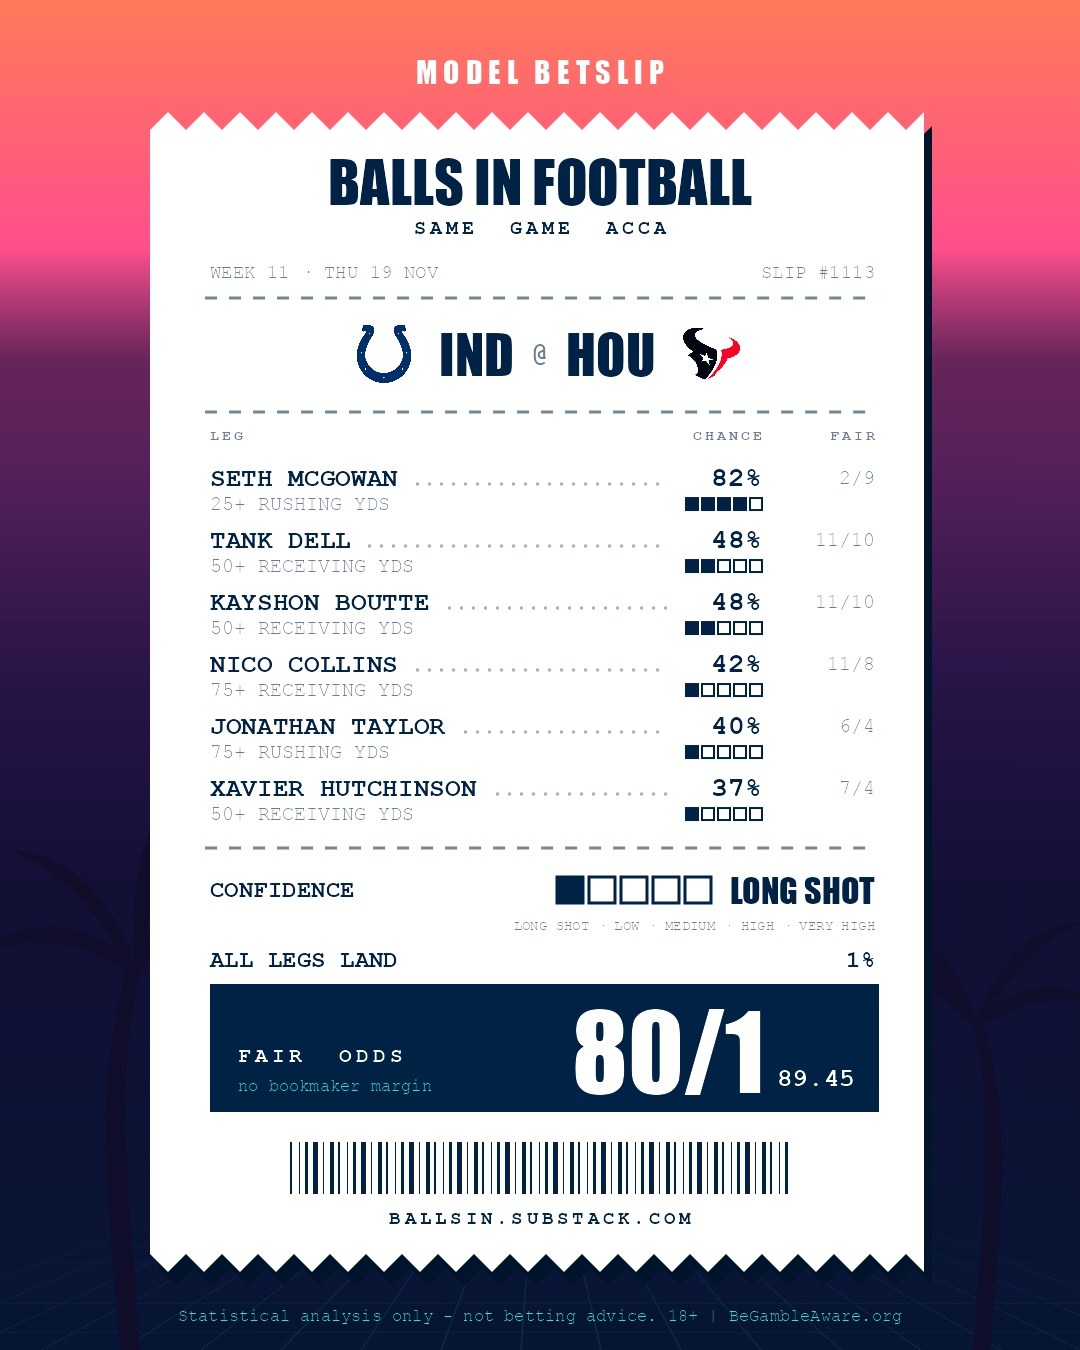 MODEL BETSLIP
BALLS IN FOOTBALL
SAME GAME ACCA
WEEK 11 · THU 19 NOV SLIP #1113
IND @ HOU
LEG CHANCE FAIR
SETH MCGOWAN 82% 2/9
25+ RUSHING YDS
TANK DELL 48% 11/10
50+ RECEIVING YDS
KAYSHON BOUTTE 48% 11/10
50+ RECEIVING YDS
NICO COLLINS 42% 11/8
75+ RECEIVING YDS
JONATHAN TAYLOR 40% 6/4
75+ RUSHING YDS
XAVIER HUTCHINSON 37% 7/4
50+ RECEIVING YDS
CONFIDENCE LONG SHOT
LONG SHOT · LOW · MEDIUM · HIGH · VERY HIGH
ALL LEGS LAND 1%
FAIR ODDS 80/1 89.45
no bookmaker margin
BALLSIN.SUBSTACK.COM
Statistical analysis only – not betting advice. 18+ | BeGambleAware.org